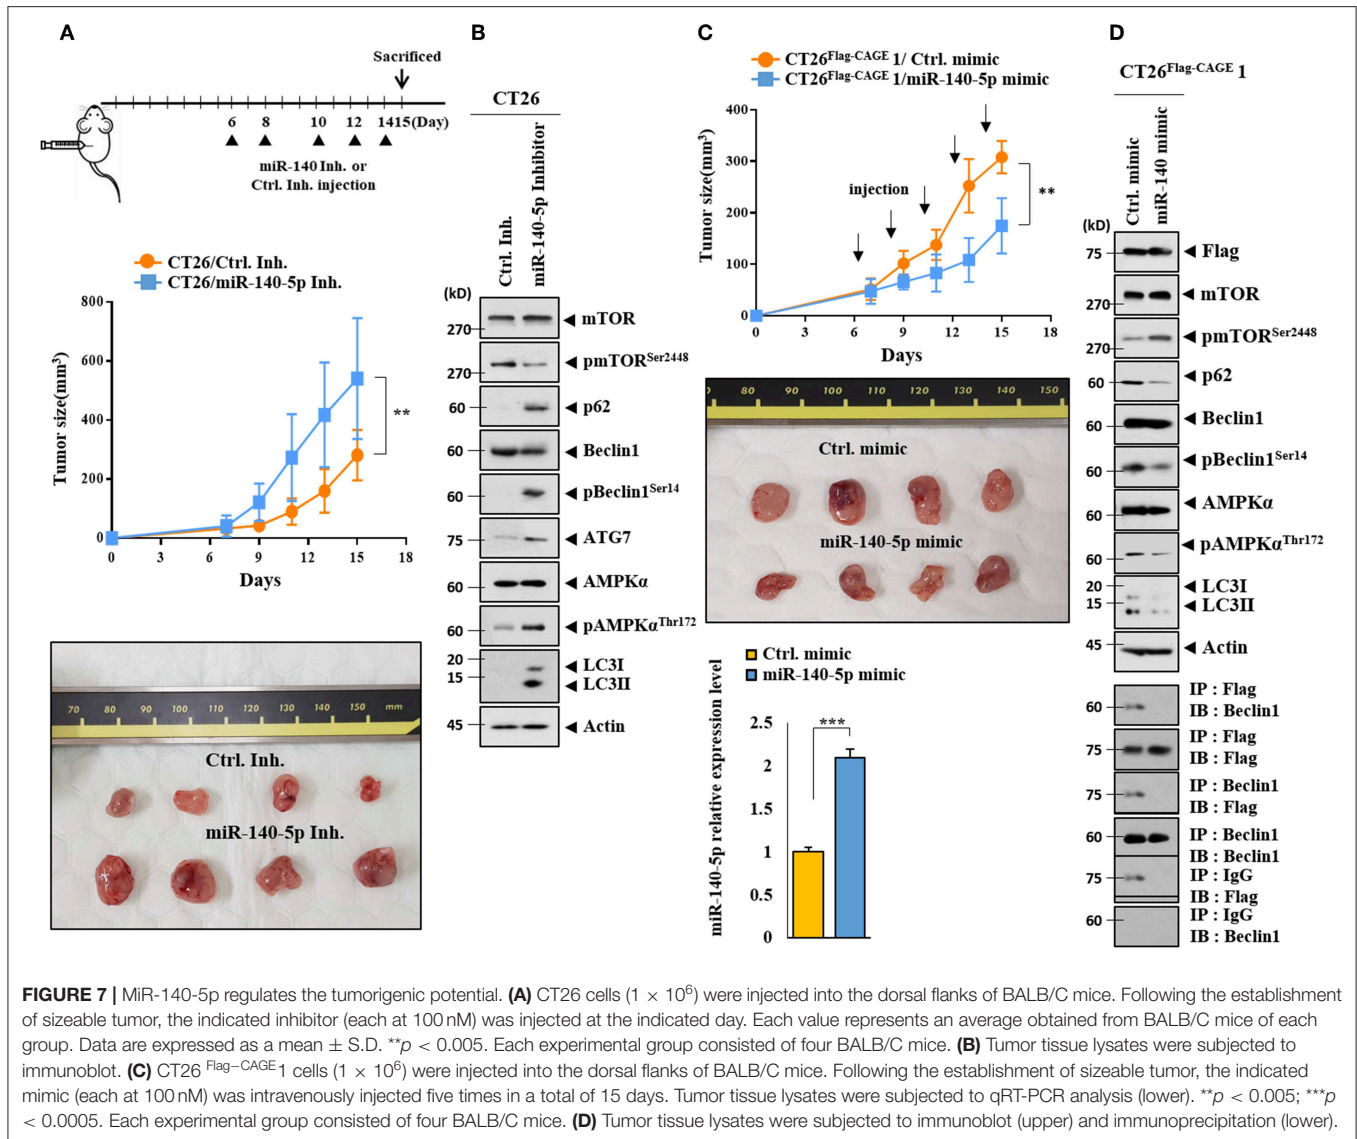 A
Sacrificed
6 8 10 12 1415(Day)
miR-140 Inh. or
Ctrl. Inh. injection
CT26/Ctrl. Inh.
CT26/miR-140-5p Inh.
Tumor size(mm³)
800
600
400
200
0
0 3 6 9 12 15 18
Days
**
70 80 90 100 110 120 130 140 150 mm
Ctrl. Inh.
miR-140-5p Inh.
B
CT26
Ctrl. Inh.
miR-140-5p Inhibitor
(kD)
270
mTOR
270
pmTORSer2448
60
p62
60
Beclin1
60
pBeclin1Ser14
75
ATG7
60
AMPKα
60
pAMPKαThr172
20
LC3I
15
LC3II
45
Actin
C
CT26Flag-CAGE 1/ Ctrl. mimic
CT26Flag-CAGE 1/miR-140-5p mimic
Tumor size(mm³)
400
300
200
100
0
injection
**
0 3 6 9 12 15 18
Days
80 90 100 110 120 130 140 150
Ctrl. mimic
miR-140-5p mimic
Ctrl. mimic
miR-140-5p mimic
miR-140-5p relative expression level
2.5
2
1.5
1
0.5
0
***
D
CT26Flag-CAGE 1
Ctrl. mimic
miR-140 mimic
(kD)
75
Flag
270
mTOR
270
pmTORSer2448
60
p62
60
Beclin1
60
pBeclin1Ser14
60
AMPKα
60
pAMPKαThr172
20
LC3I
15
LC3II
45
Actin
60
IP : Flag
IB : Beclin1
75
IP : Flag
IB : Flag
75
IP : Beclin1
IB : Flag
60
IP : Beclin1
IB : Beclin1
75
IP : IgG
IB : Flag
60
IP : IgG
IB : Beclin1
FIGURE 7 | MiR-140-5p regulates the tumorigenic potential. (A) CT26 cells (1 × 10⁶) were injected into the dorsal flanks of BALB/C mice. Following the establishment
of sizeable tumor, the indicated inhibitor (each at 100 nM) was injected at the indicated day. Each value represents an average obtained from BALB/C mice of each
group. Data are expressed as a mean ± S.D. **p < 0.005. Each experimental group consisted of four BALB/C mice. (B) Tumor tissue lysates were subjected to
immunoblot. (C) CT26 Flag−CAGE1 cells (1 × 10⁶) were injected into the dorsal flanks of BALB/C mice. Following the establishment of sizeable tumor, the indicated
mimic (each at 100 nM) was intravenously injected five times in a total of 15 days. Tumor tissue lysates were subjected to qRT-PCR analysis (lower). **p < 0.005; ***p
< 0.0005. Each experimental group consisted of four BALB/C mice. (D) Tumor tissue lysates were subjected to immunoblot (upper) and immunoprecipitation (lower).